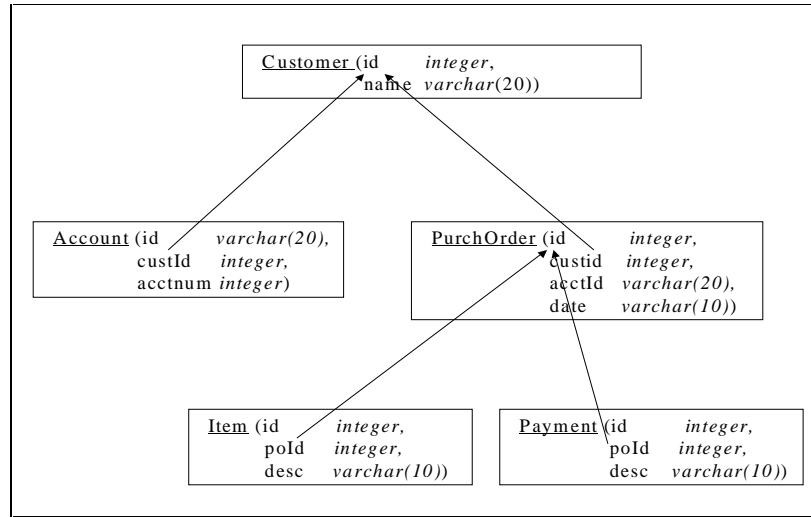 Customer (id integer,
name varchar(20))
Account (id varchar(20),
custId integer,
acctnum integer)
PurchOrder (id integer,
custid integer,
acctId varchar(20),
date varchar(10))
Item (id integer,
poId integer,
desc varchar(10))
Payment (id integer,
poId integer,
desc varchar(10))